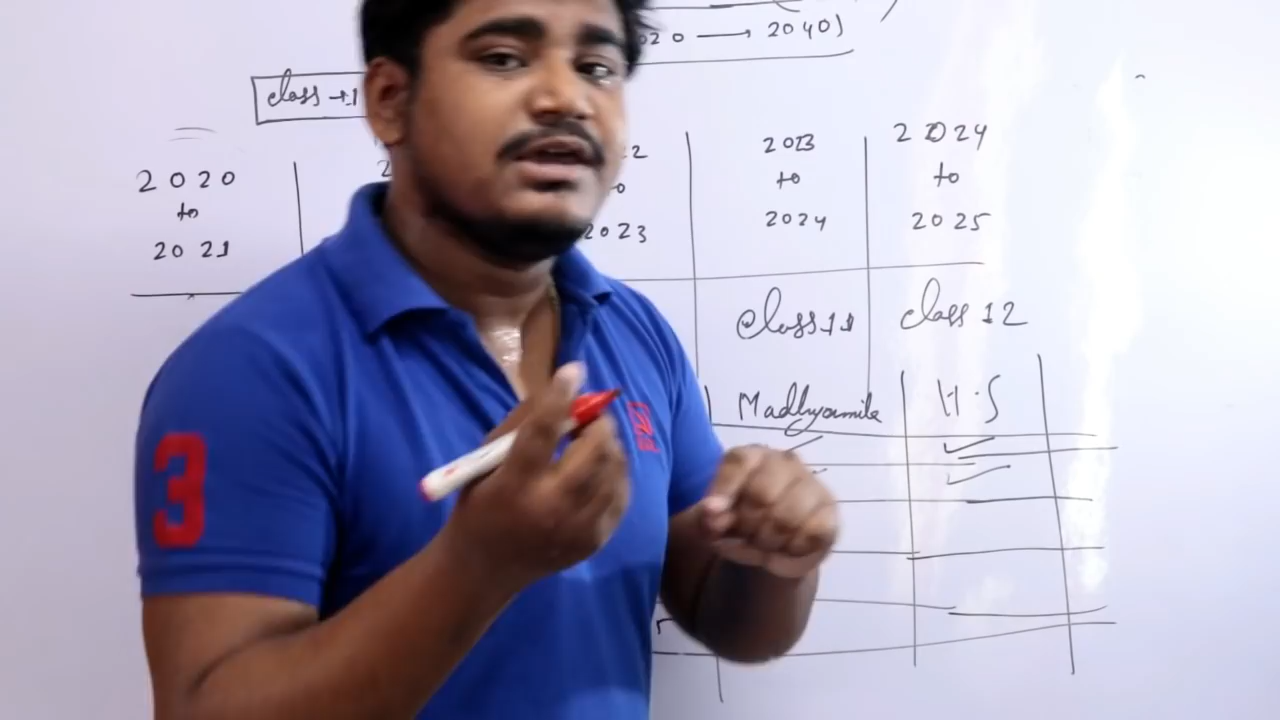 020 → 2040)
class → 11
2020 to 2021
2023
2023 to 2024
2024 to 2025
class 11
class 12
Madhyamik
H.S
3